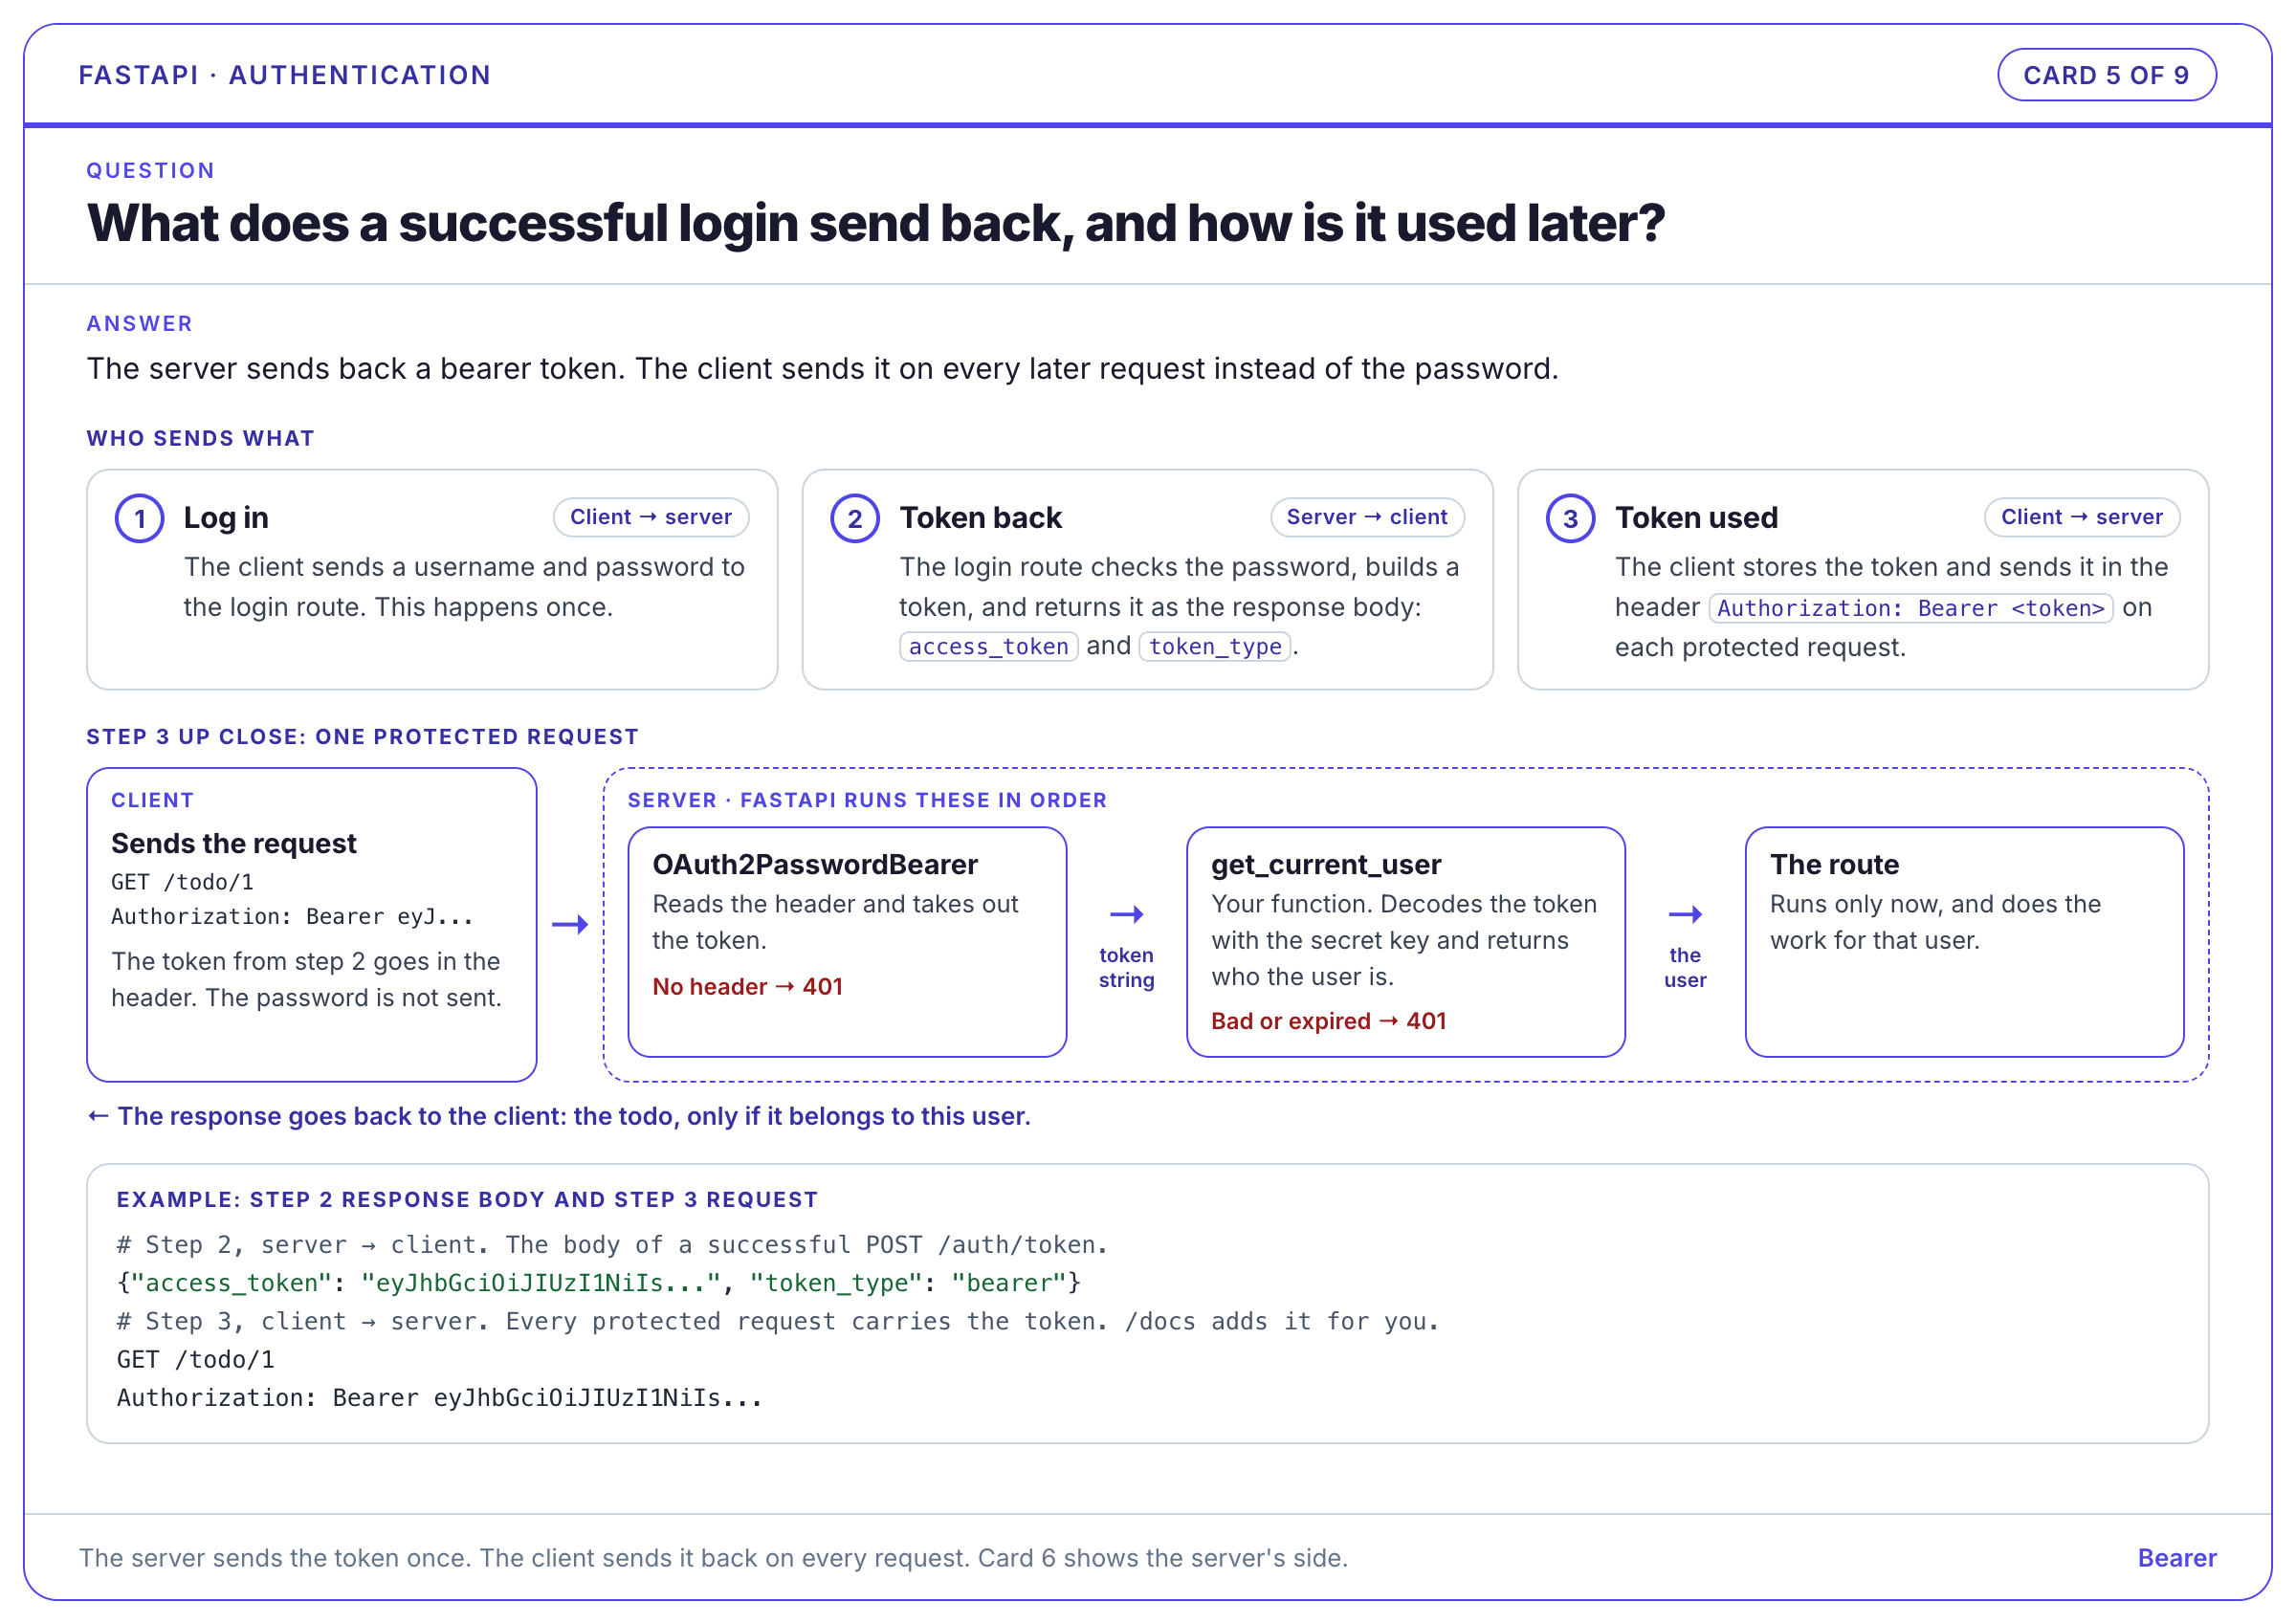 FASTAPI · AUTHENTICATION
CARD 5 OF 9
QUESTION
What does a successful login send back, and how is it used later?
ANSWER
The server sends back a bearer token. The client sends it on every later request instead of the password.
WHO SENDS WHAT
1 Log in Client → server
The client sends a username and password to
the login route. This happens once.
2 Token back Server → client
The login route checks the password, builds a
token, and returns it as the response body:
access_token and token_type.
3 Token used Client → server
The client stores the token and sends it in the
header Authorization: Bearer <token> on
each protected request.
STEP 3 UP CLOSE: ONE PROTECTED REQUEST
CLIENT
Sends the request
GET /todo/1
Authorization: Bearer eyJ...
The token from step 2 goes in the
header. The password is not sent.
→
SERVER · FASTAPI RUNS THESE IN ORDER
OAuth2PasswordBearer
Reads the header and takes out
the token.
No header → 401
→
token
string
get_current_user
Your function. Decodes the token
with the secret key and returns
who the user is.
Bad or expired → 401
→
the
user
The route
Runs only now, and does the
work for that user.
← The response goes back to the client: the todo, only if it belongs to this user.
EXAMPLE: STEP 2 RESPONSE BODY AND STEP 3 REQUEST
# Step 2, server → client. The body of a successful POST /auth/token.
{"access_token": "eyJhbGciOiJIUzI1NiIs...", "token_type": "bearer"}
# Step 3, client → server. Every protected request carries the token. /docs adds it for you.
GET /todo/1
Authorization: Bearer eyJhbGciOiJIUzI1NiIs...
The server sends the token once. The client sends it back on every request. Card 6 shows the server's side.
Bearer